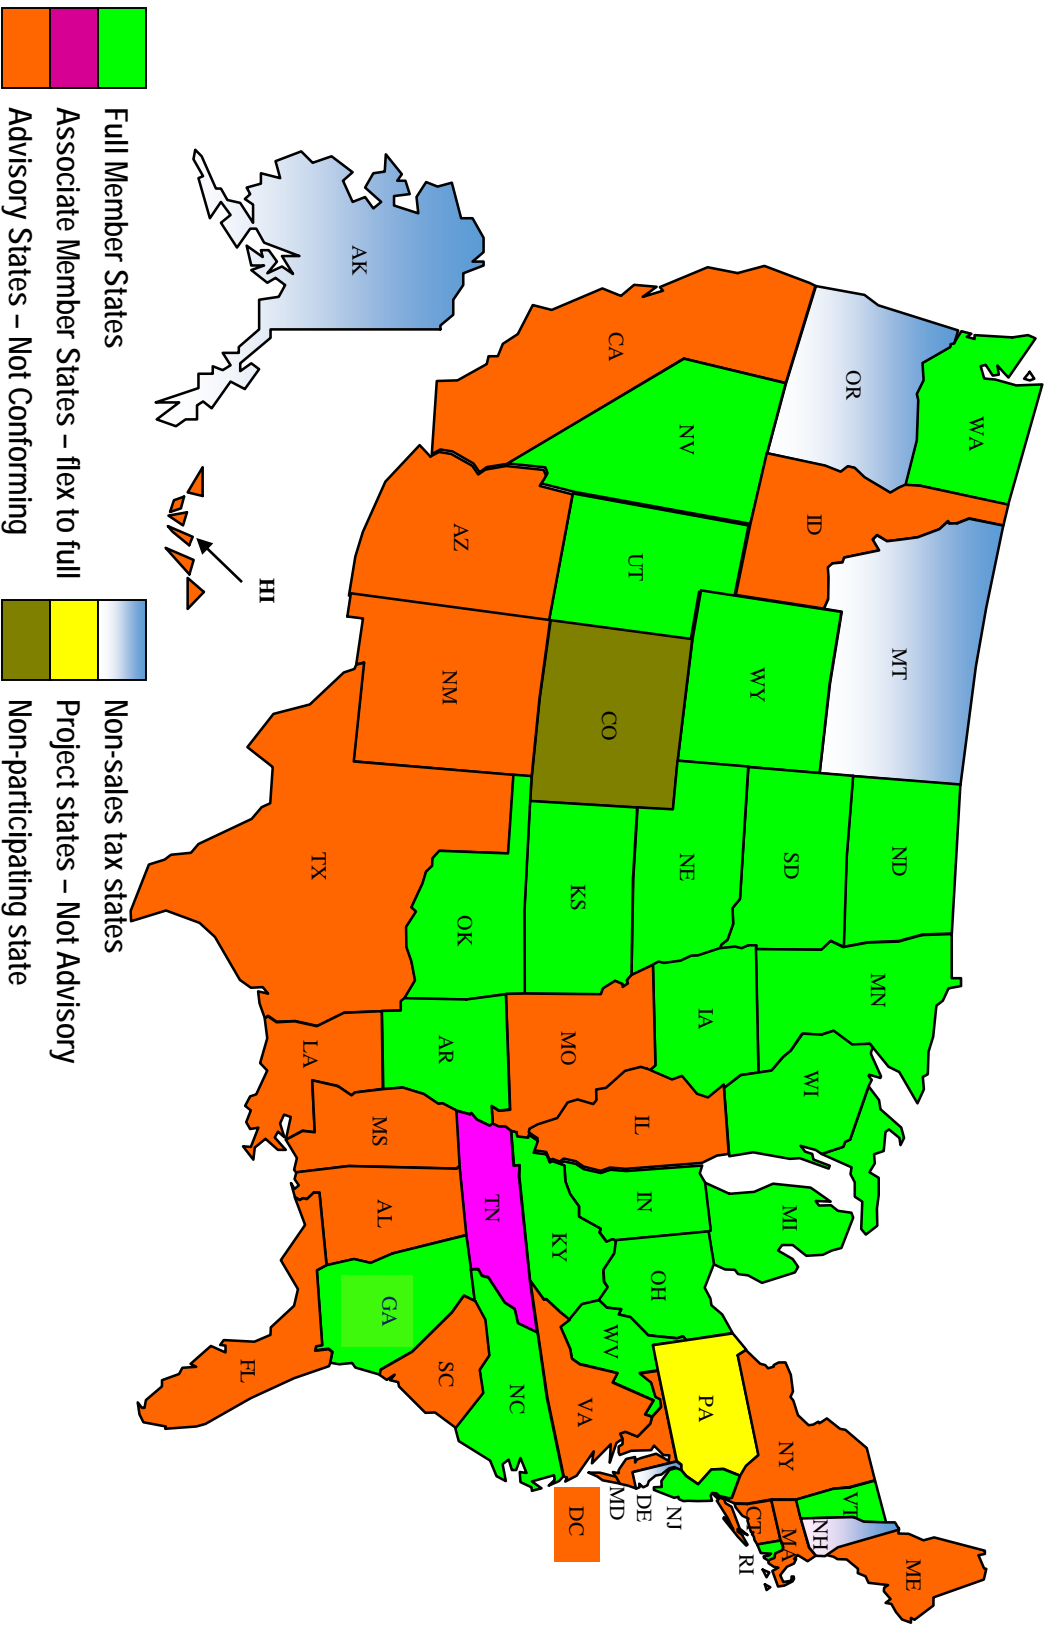 WA
OR
CA
NV
ID
MT
WY
UT
AZ
CO
NM
ND
SD
NE
KS
OK
TX
MN
IA
MO
AR
LA
WI
IL
MS
MI
IN
OH
KY
TN
AL
GA
FL
WV
VA
NC
SC
PA
NY
VT
NH
ME
MA
CT
RI
NJ
DE
MD
DC
AK
HI
Full Member States
Associate Member States – flex to full
Advisory States – Not Conforming
Non-sales tax states
Project states – Not Advisory
Non-participating state